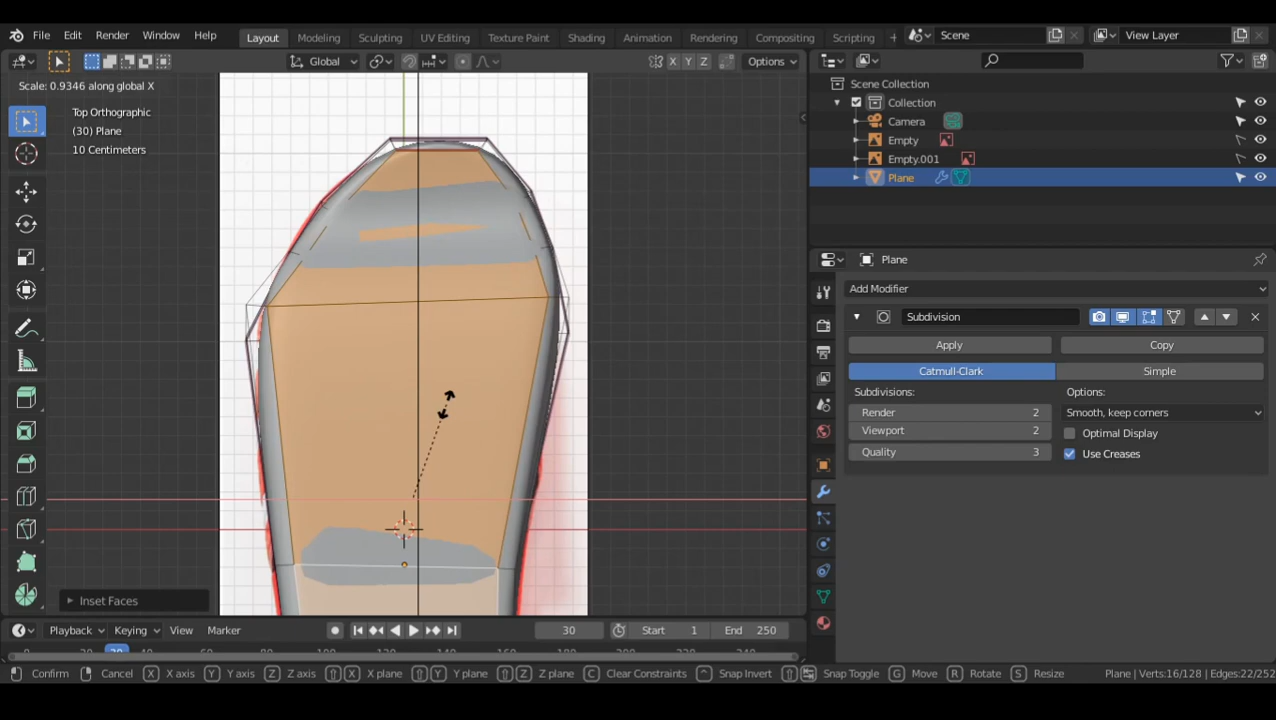 File Edit Render Window Help Layout Modeling Sculpting UV Editing Texture Paint Shading Animation Rendering Compositing Scripting + Scene View Layer
Global X Y Z Options
Scale: 0.9346 along global X
Top Orthographic
(30) Plane
10 Centimeters
Scene Collection
Collection
Camera
Empty
Empty.001
Plane
Plane
Add Modifier
Subdivision
Apply Copy
Catmull-Clark Simple
Subdivisions: Options:
Render 2 Smooth, keep corners
Viewport 2 Optimal Display
Quality 3 Use Creases
Inset Faces
Playback Keying View Marker 30 Start 1 End 250
Confirm Cancel X X axis Y Y axis Z Z axis X X plane Y Y plane Z Z plane C Clear Constraints Snap Invert Snap Toggle G Move R Rotate S Resize Plane | Verts:16/128 | Edges:22/252